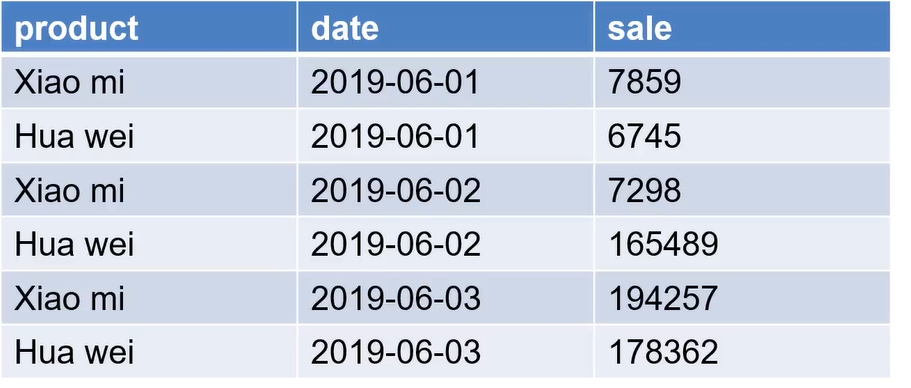 product date sale
Xiao mi 2019-06-01 7859
Hua wei 2019-06-01 6745
Xiao mi 2019-06-02 7298
Hua wei 2019-06-02 165489
Xiao mi 2019-06-03 194257
Hua wei 2019-06-03 178362